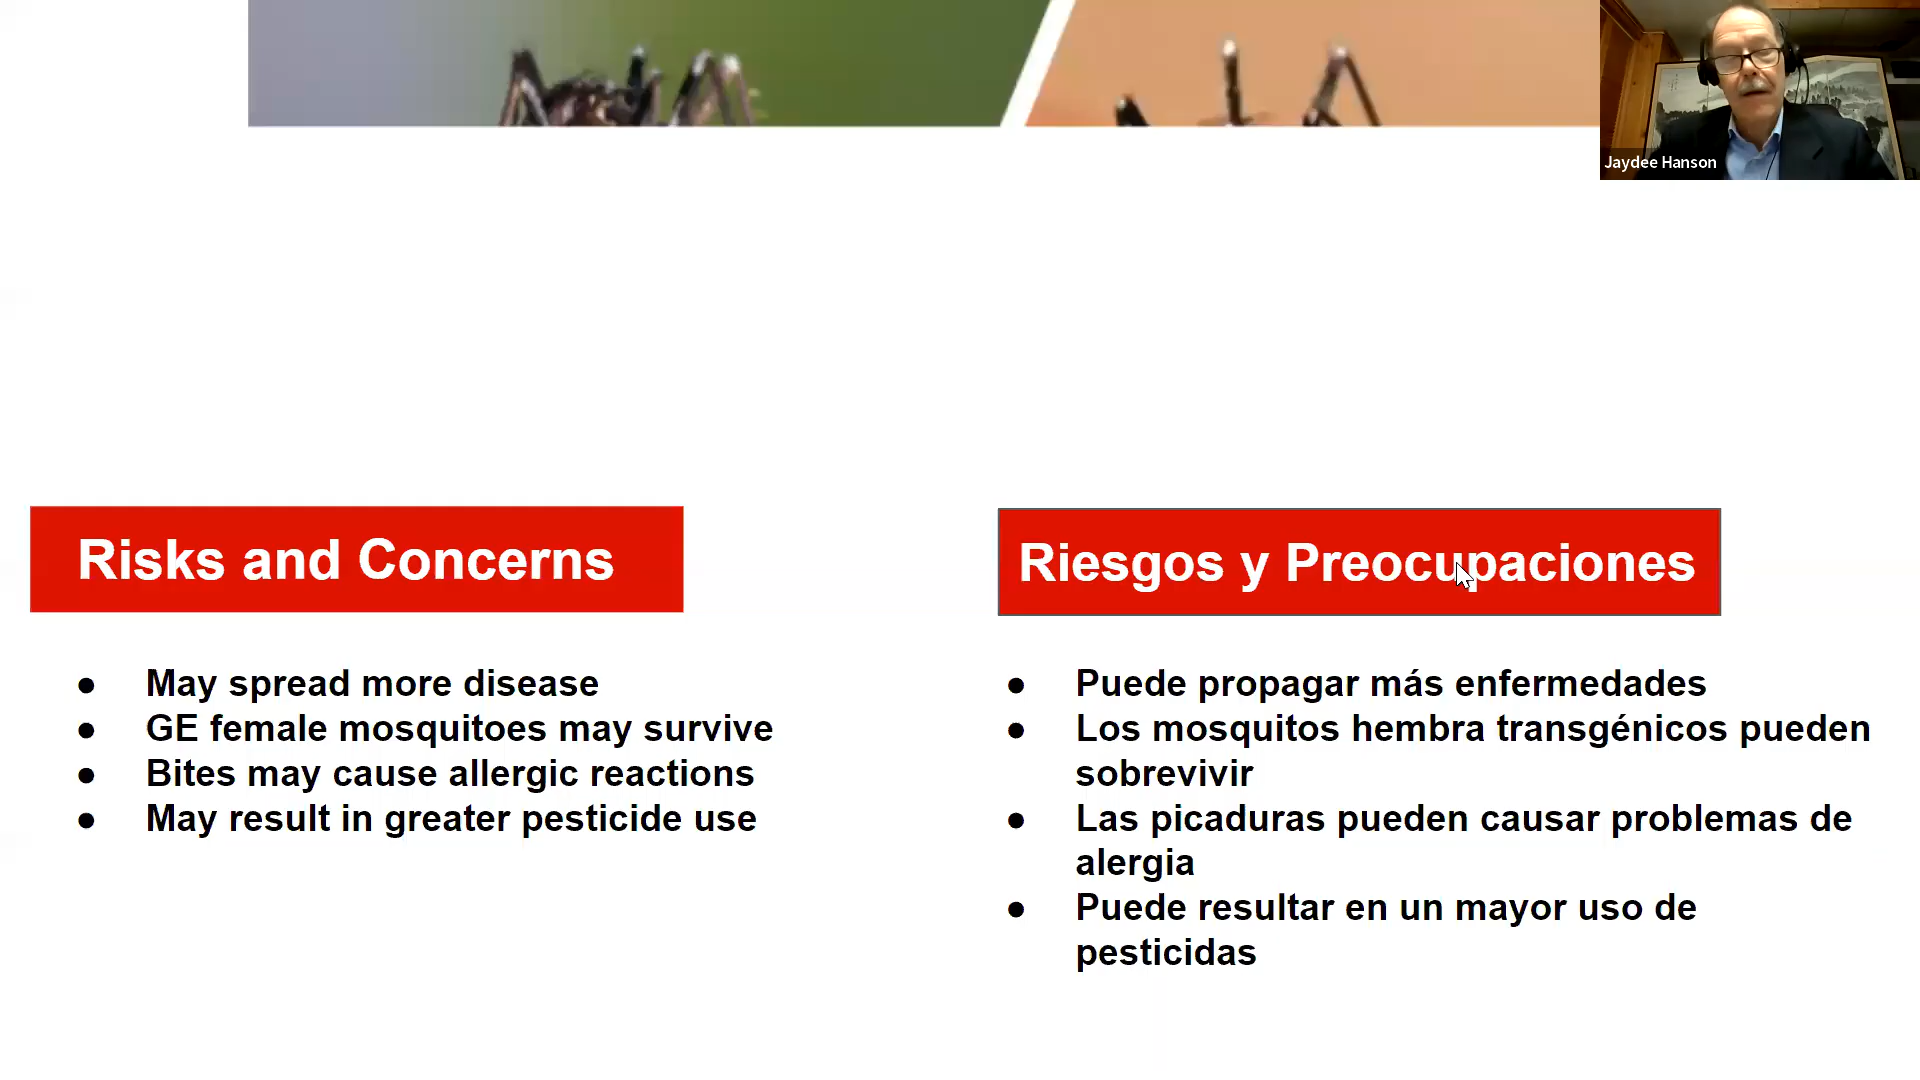 Jaydee Hanson
Risks and Concerns
● May spread more disease
● GE female mosquitoes may survive
● Bites may cause allergic reactions
● May result in greater pesticide use
Riesgos y Preocupaciones
● Puede propagar más enfermedades
● Los mosquitos hembra transgénicos pueden
sobrevivir
● Las picaduras pueden causar problemas de
alergia
● Puede resultar en un mayor uso de
pesticidas